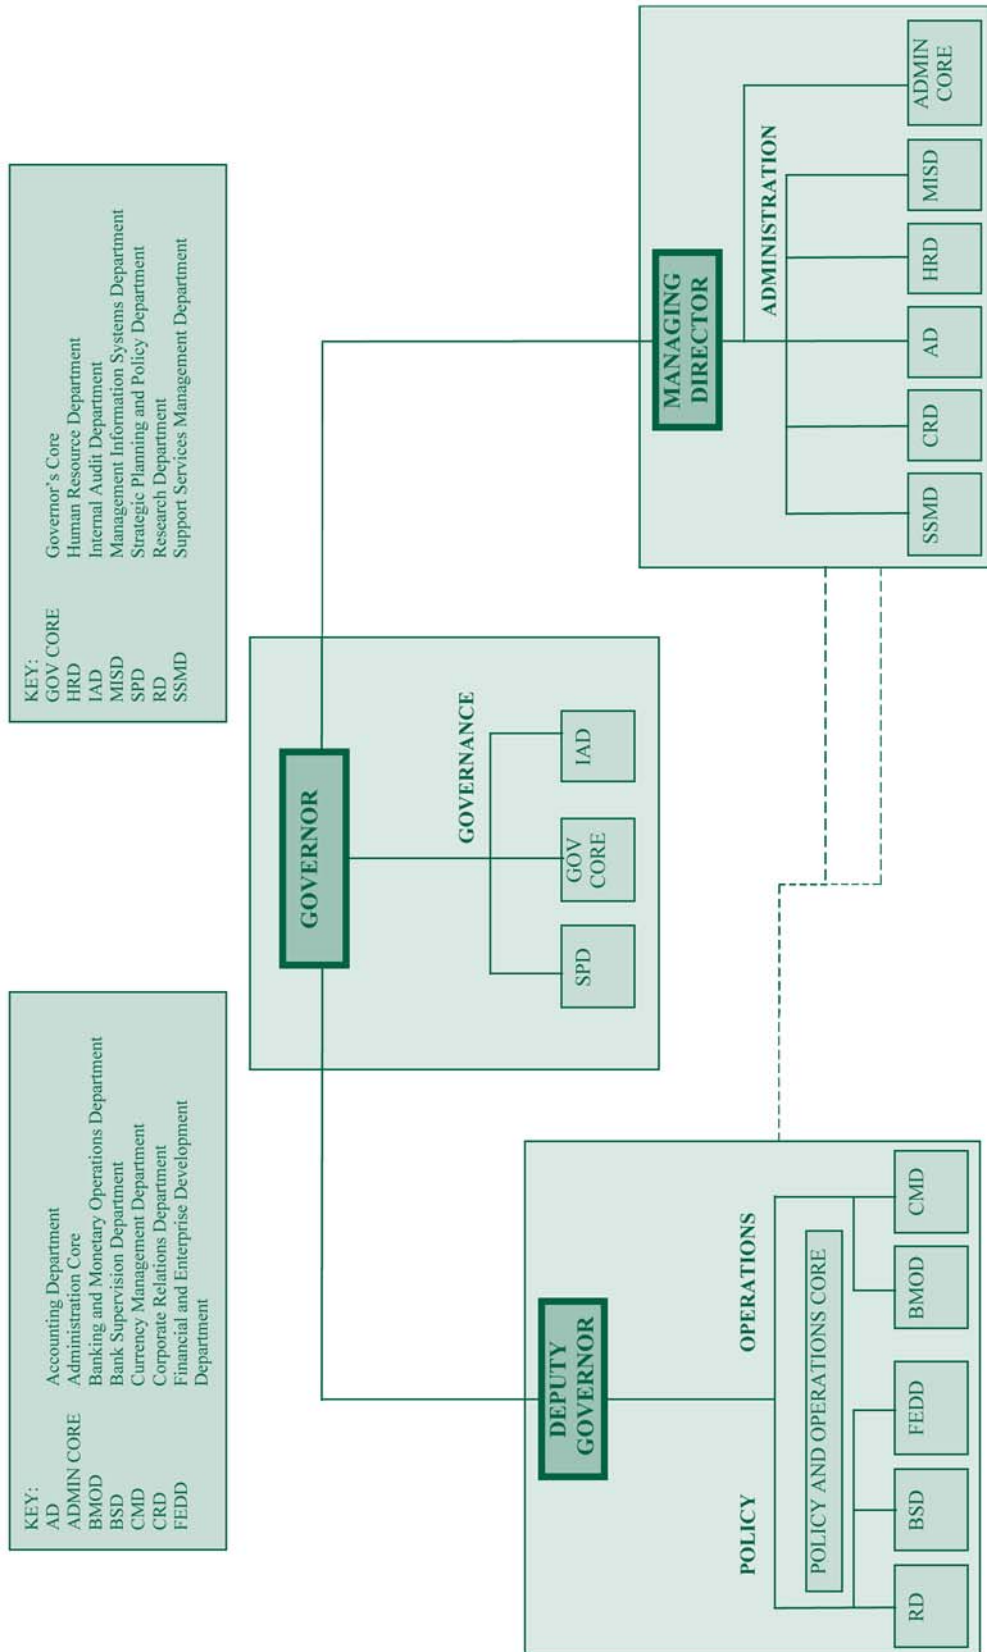 KEY:
AD Accounting Department
ADMIN CORE Administration Core
BMOD Banking and Monetary Operations Department
BSD Bank Supervision Department
CMD Currency Management Department
CRD Corporate Relations Department
FEDD Financial and Enterprise Development
Department
KEY:
GOV CORE Governor's Core
HRD Human Resource Department
IAD Internal Audit Department
MISD Management Information Systems Department
SPD Strategic Planning and Policy Department
RD Research Department
SSMD Support Services Management Department
GOVERNOR
GOVERNANCE
SPD
GOV
CORE
IAD
DEPUTY
GOVERNOR
POLICY
OPERATIONS
POLICY AND OPERATIONS CORE
RD
BSD
FEDD
BMOD
CMD
MANAGING
DIRECTOR
ADMINISTRATION
SSMD
CRD
AD
HRD
MISD
ADMIN
CORE